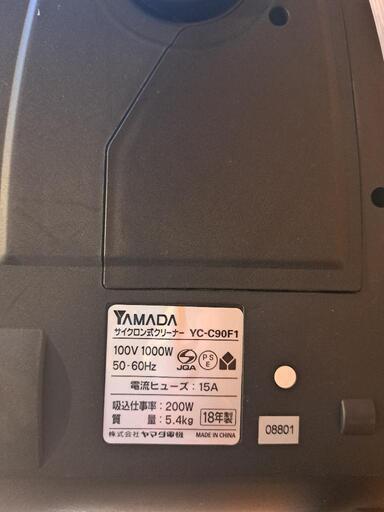 YAMADA
サイクロン式クリーナー YC-C90F1
100V 1000W
50-60Hz
JQA
PS
E
電流ヒューズ：15A
吸込仕事率：200W
質　　量：5.4kg 18年製
株式会社 ヤマダ電機 MADE IN CHINA
08801